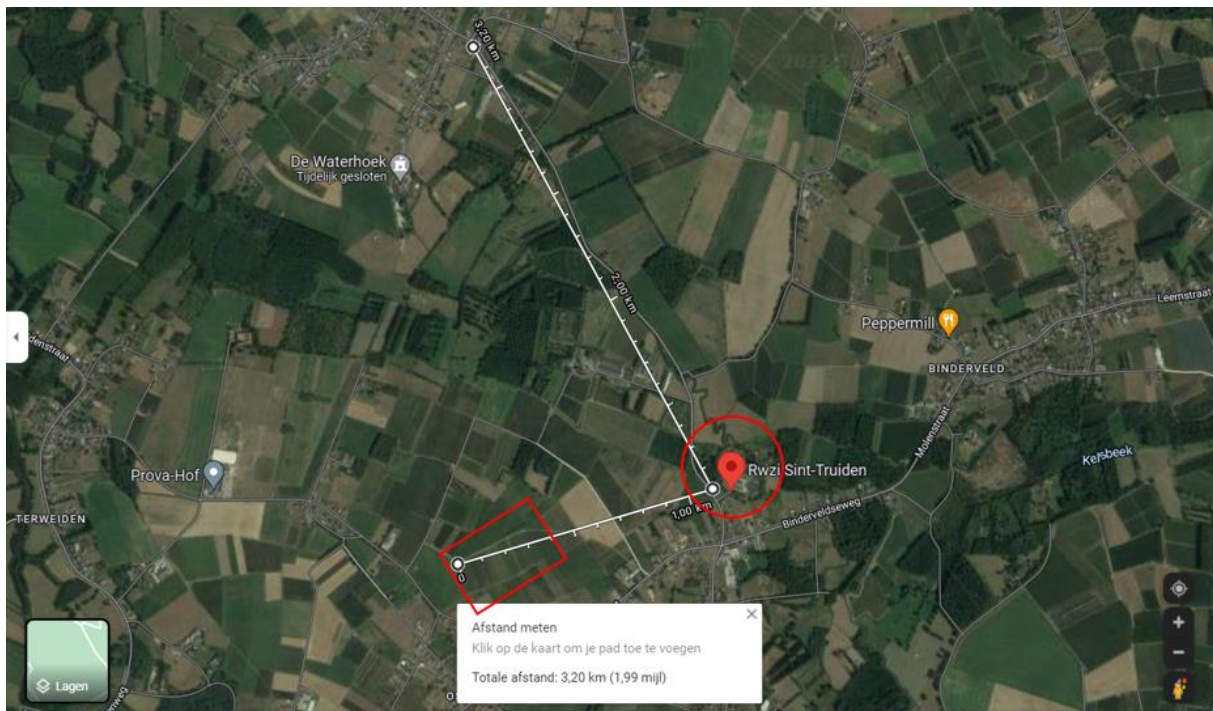 3,20 km
De Waterhoek
Tijdelijk gesloten
2,00 km
Leemstraat
Peppermill
denstraat
BINDERVELD
Molenstraat
Kelsbeek
Prova-Hof
Rwzi Sint-Truiden
1,00 km
Binderveldseweg
TERWEIDEN
0
Afstand meten
Klik op de kaart om je pad toe te voegen
Totale afstand: 3,20 km (1,99 mijl)
Lagen